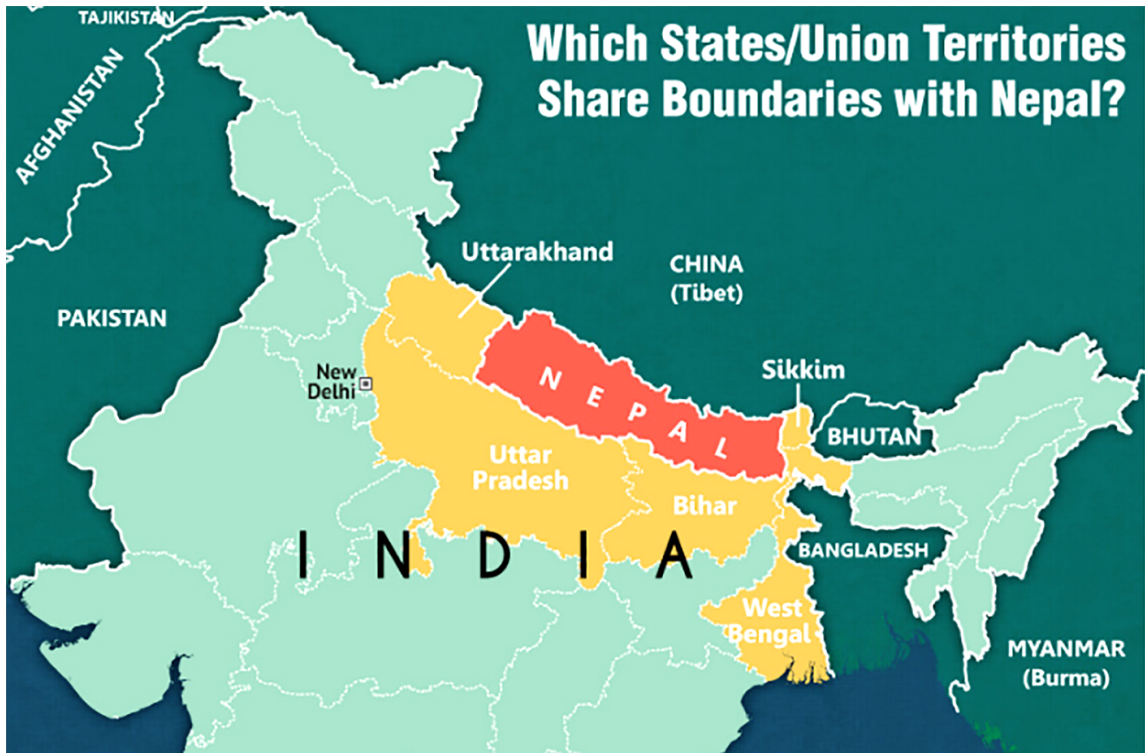 TAJIKISTAN
Which States/Union Territories
Share Boundaries with Nepal?
AFGHANISTAN
Uttarakhand
CHINA
(Tibet)
PAKISTAN
New
Delhi
NEPAL
Sikkim
BHUTAN
Uttar
Pradesh
Bihar
INDIA
BANGLADESH
West
Bengal
MYANMAR
(Burma)